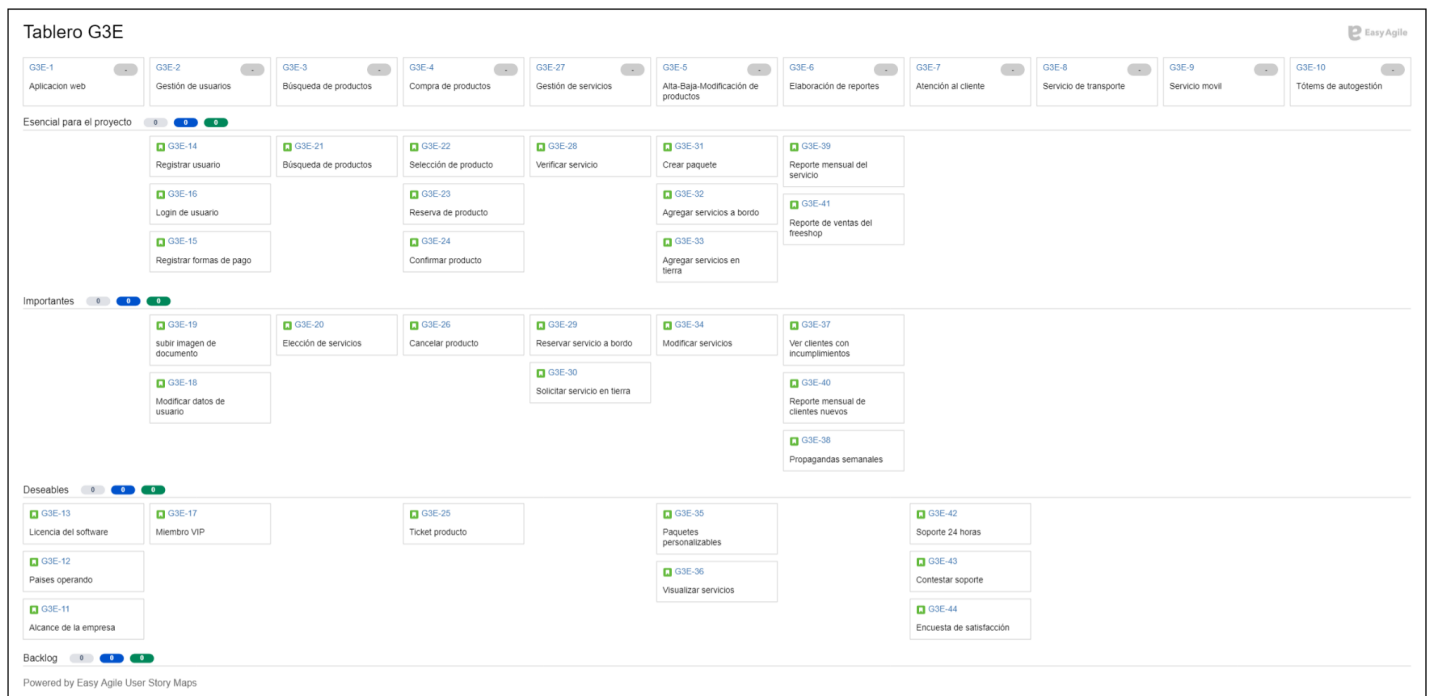 Tablero G3E
Easy Agile
G3E-1 -
Aplicacion web
G3E-2 -
Gestión de usuarios
G3E-3 -
Búsqueda de productos
G3E-4 -
Compra de productos
G3E-27 -
Gestión de servicios
G3E-5 -
Alta-Baja-Modificación de
productos
G3E-6 -
Elaboración de reportes
G3E-7 -
Atención al cliente
G3E-8 -
Servicio de transporte
G3E-9 -
Servicio movil
G3E-10 -
Tótems de autogestión
Esencial para el proyecto 0 0 0
G3E-14
Registrar usuario
G3E-16
Login de usuario
G3E-15
Registrar formas de pago
G3E-21
Búsqueda de productos
G3E-22
Selección de producto
G3E-23
Reserva de producto
G3E-24
Confirmar producto
G3E-28
Verificar servicio
G3E-31
Crear paquete
G3E-32
Agregar servicios a bordo
G3E-33
Agregar servicios en
tierra
G3E-39
Reporte mensual del
servicio
G3E-41
Reporte de ventas del
freeshop
Importantes 0 0 0
G3E-19
subir imagen de
documento
G3E-18
Modificar datos de
usuario
G3E-20
Elección de servicios
G3E-26
Cancelar producto
G3E-29
Reservar servicio a bordo
G3E-30
Solicitar servicio en tierra
G3E-34
Modificar servicios
G3E-37
Ver clientes con
incumplimientos
G3E-40
Reporte mensual de
clientes nuevos
G3E-38
Propagandas semanales
Deseables 0 0 0
G3E-13
Licencia del software
G3E-12
Paises operando
G3E-11
Alcance de la empresa
G3E-17
Miembro VIP
G3E-25
Ticket producto
G3E-35
Paquetes
personalizables
G3E-36
Visualizar servicios
G3E-42
Soporte 24 horas
G3E-43
Contestar soporte
G3E-44
Encuesta de satisfacción
Backlog 0 0 0
Powered by Easy Agile User Story Maps